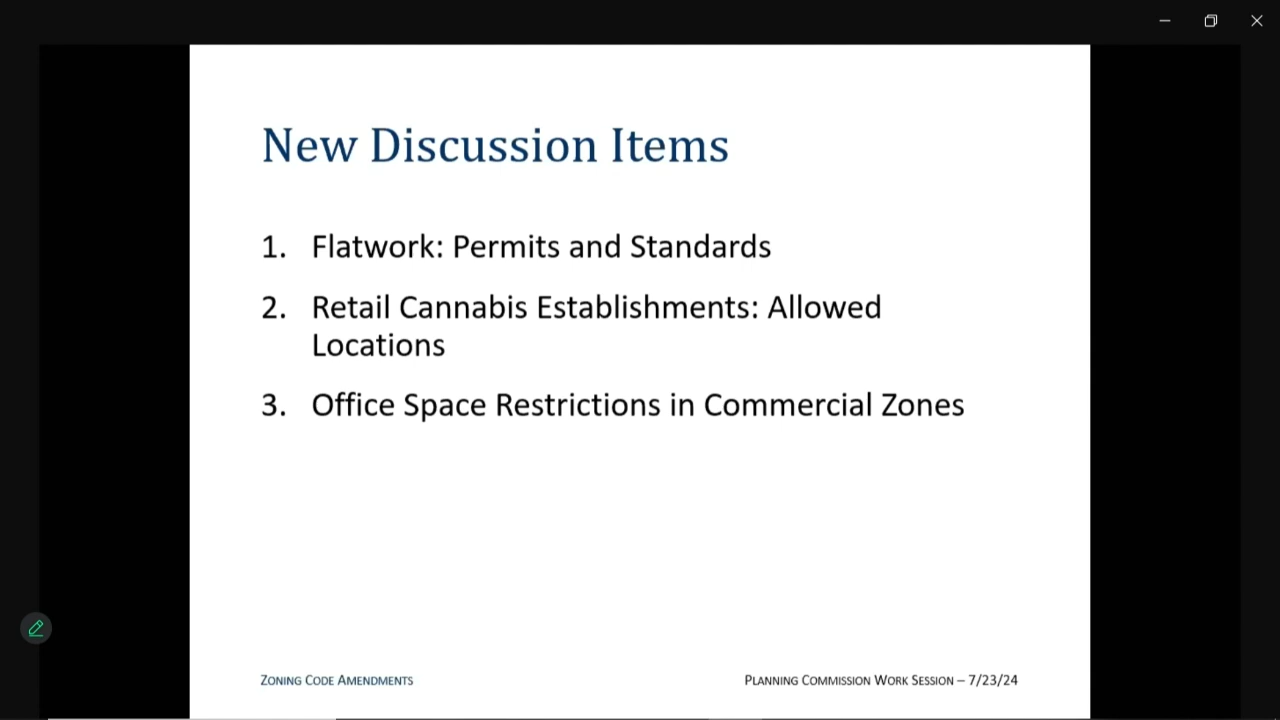 New Discussion Items
1. Flatwork: Permits and Standards
2. Retail Cannabis Establishments: Allowed
Locations
3. Office Space Restrictions in Commercial Zones
Zoning Code Amendments
Planning Commission Work Session – 7/23/24